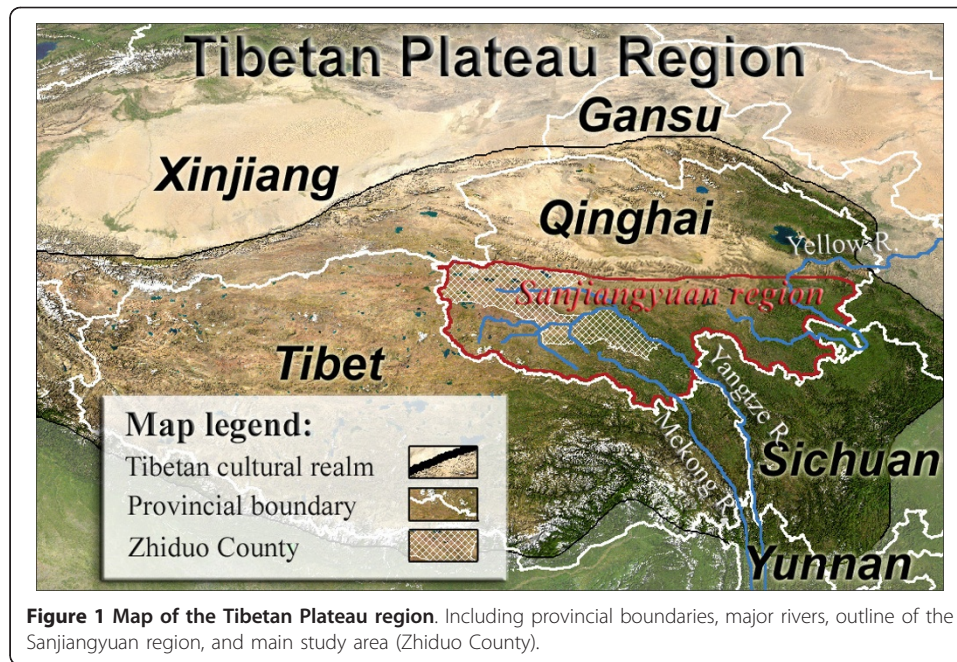 Tibetan Plateau Region
Gansu
Xinjiang
Qinghai
Yellow R.
Sanjiangyuan region
Tibet
Yangtze R.
Mekong R.
Sichuan
Yunnan
Map legend:
Tibetan cultural realm
Provincial boundary
Zhiduo County
Figure 1 Map of the Tibetan Plateau region. Including provincial boundaries, major rivers, outline of the
Sanjiangyuan region, and main study area (Zhiduo County).